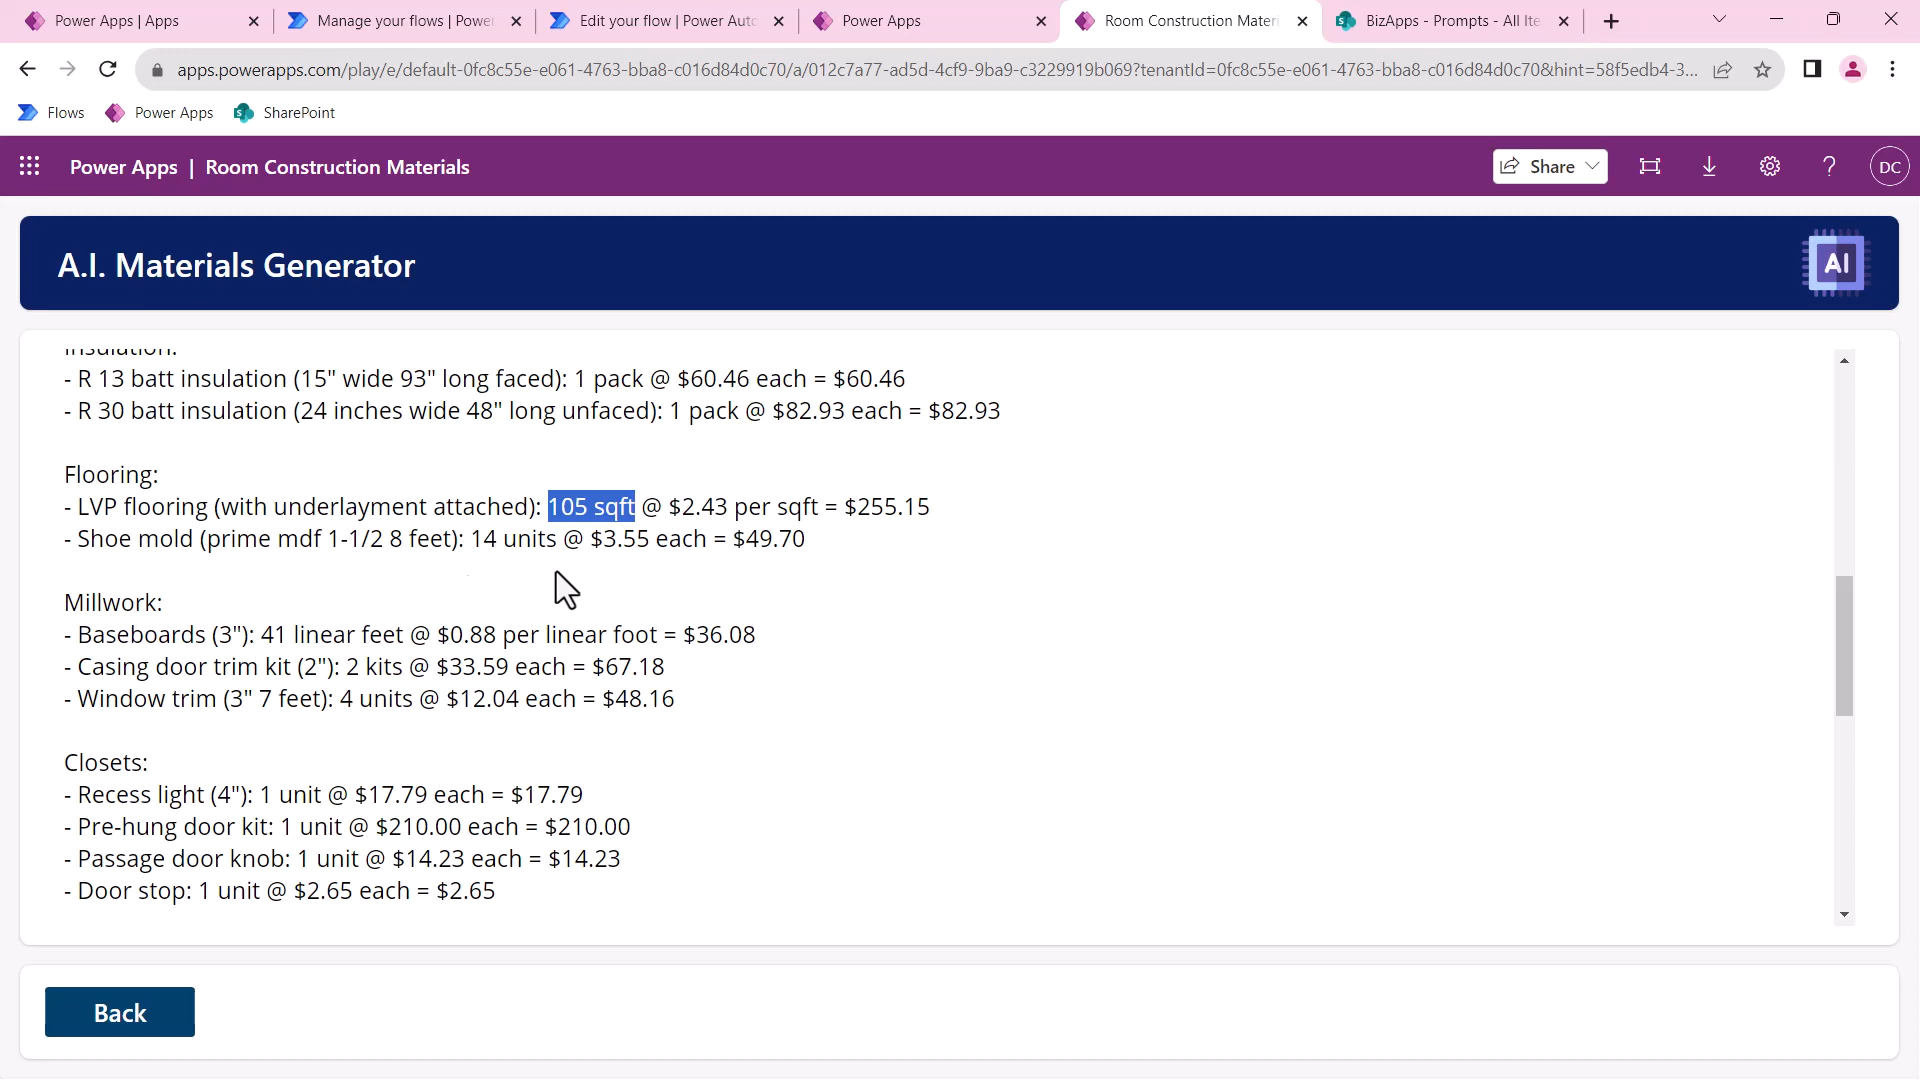 Power Apps | Apps
Manage your flows | Power
Edit your flow | Power Auto
Power Apps
Room Construction Materi
BizApps - Prompts - All Ite
apps.powerapps.com/play/e/default-0fc8c55e-e061-4763-bba8-c016d84d0c70/a/012c7a77-ad5d-4cf9-9ba9-c3229919b069?tenantId=0fc8c55e-e061-4763-bba8-c016d84d0c70&hint=58f5edb4-3...
Flows
Power Apps
SharePoint
Power Apps | Room Construction Materials
Share
?
DC
A.I. Materials Generator
AI
Insulation:
- R 13 batt insulation (15" wide 93" long faced): 1 pack @ $60.46 each = $60.46
- R 30 batt insulation (24 inches wide 48" long unfaced): 1 pack @ $82.93 each = $82.93
Flooring:
- LVP flooring (with underlayment attached): 105 sqft @ $2.43 per sqft = $255.15
- Shoe mold (prime mdf 1-1/2 8 feet): 14 units @ $3.55 each = $49.70
Millwork:
- Baseboards (3"): 41 linear feet @ $0.88 per linear foot = $36.08
- Casing door trim kit (2"): 2 kits @ $33.59 each = $67.18
- Window trim (3" 7 feet): 4 units @ $12.04 each = $48.16
Closets:
- Recess light (4"): 1 unit @ $17.79 each = $17.79
- Pre-hung door kit: 1 unit @ $210.00 each = $210.00
- Passage door knob: 1 unit @ $14.23 each = $14.23
- Door stop: 1 unit @ $2.65 each = $2.65
Back